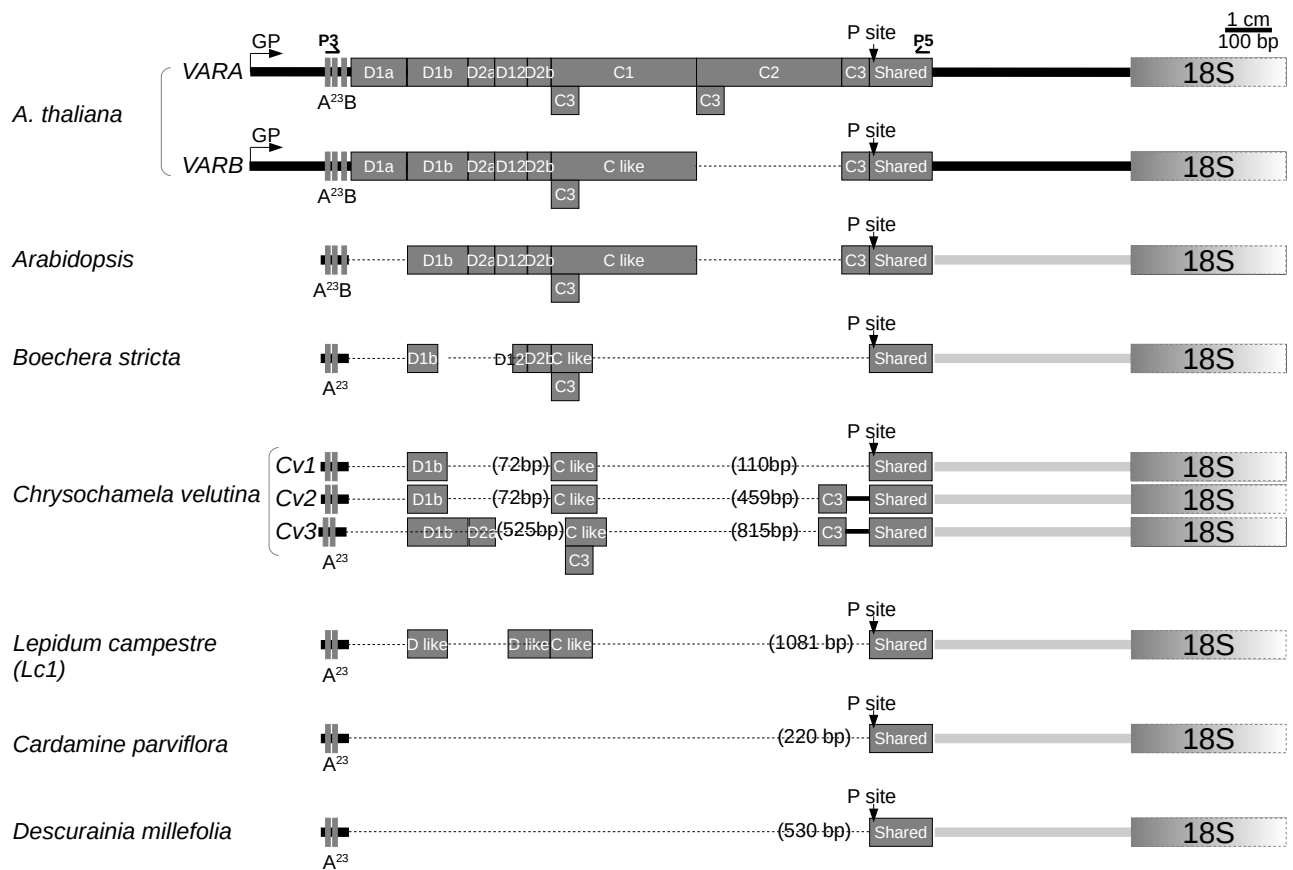 1 cm
100 bp
GP
P3
P site
P5
VARA
D1a D1b D2a D12 D2b C1 C2 C3 Shared
18S
A²³B
C3 C3
A. thaliana
GP
P site
VARB
D1a D1b D2a D12 D2b C like C3 Shared
18S
A²³B
C3
P site
Arabidopsis
D1b D2a D12 D2b C like C3 Shared
18S
A²³B
C3
P site
Boechera stricta
D1b D12 D2b C like Shared
18S
A²³
C3
P site
Cv1
D1b (72bp) C like (110bp) Shared
18S
Chrysochamela velutina
Cv2
D1b (72bp) C like (459bp) C3 Shared
18S
Cv3
D1b D2a (525bp) C like (815bp) C3 Shared
18S
A²³
C3
P site
Lepidum campestre
(Lc1)
D like D like C like (1081 bp) Shared
18S
A²³
P site
Cardamine parviflora
(220 bp) Shared
18S
A²³
P site
Descurainia millefolia
(530 bp) Shared
18S
A²³